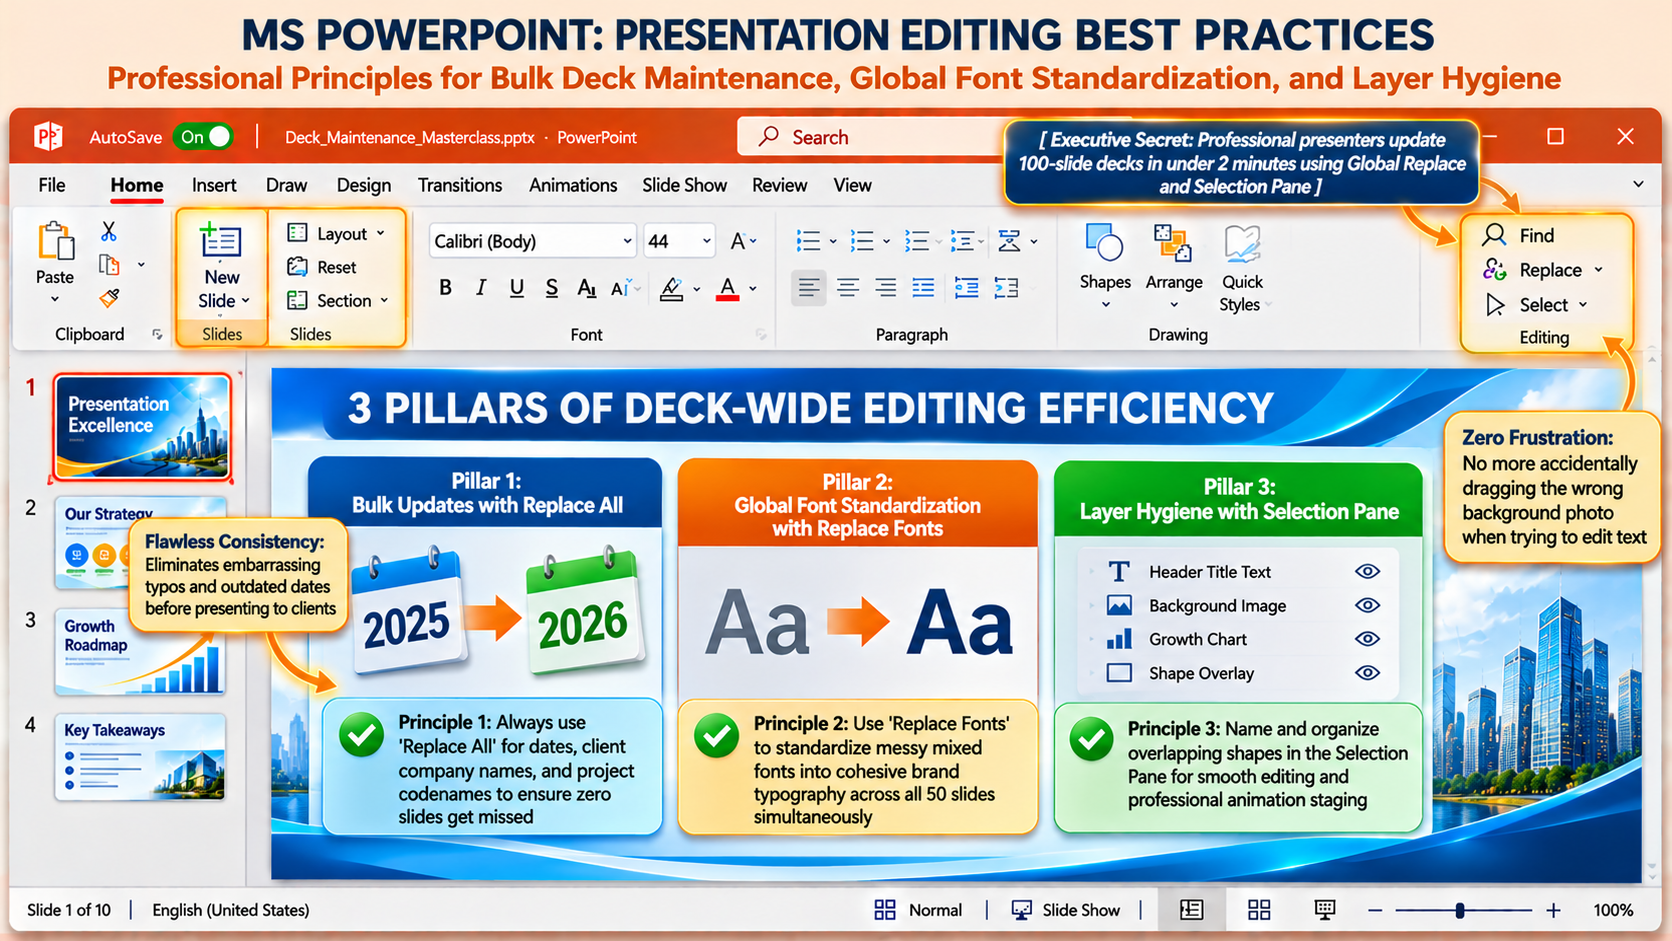 MS POWERPOINT: PRESENTATION EDITING BEST PRACTICES
Professional Principles for Bulk Deck Maintenance, Global Font Standardization, and Layer Hygiene
AutoSave On
Deck_Maintenance_Masterclass.pptx · PowerPoint
Search
[ Executive Secret: Professional presenters update
100-slide decks in under 2 minutes using Global Replace
and Selection Pane ]
File Home Insert Draw Design Transitions Animations Slide Show Review View
Paste
Clipboard
New
Slide
Slides
Layout
Reset
Section
Slides
Calibri (Body) 44 A
B I U S A A A
Font
Paragraph
Shapes
Arrange
Quick
Styles
Drawing
Find
Replace
Select
Editing
1
Presentation
Excellence
2
Our Strategy
3
Growth
Roadmap
4
Key Takeaways
Flawless Consistency:
Eliminates embarrassing
typos and outdated dates
before presenting to clients
3 PILLARS OF DECK-WIDE EDITING EFFICIENCY
Pillar 1:
Bulk Updates with Replace All
2025
2026
Principle 1: Always use
'Replace All' for dates, client
company names, and project
codenames to ensure zero
slides get missed
Pillar 2:
Global Font Standardization
with Replace Fonts
Aa Aa
Principle 2: Use 'Replace Fonts'
to standardize messy mixed
fonts into cohesive brand
typography across all 50 slides
simultaneously
Pillar 3:
Layer Hygiene with Selection Pane
T Header Title Text
Background Image
Growth Chart
Shape Overlay
Principle 3: Name and organize
overlapping shapes in the Selection
Pane for smooth editing and
professional animation staging
Zero Frustration:
No more accidentally
dragging the wrong
background photo
when trying to edit text
Slide 1 of 10
English (United States)
Normal
Slide Show
100%